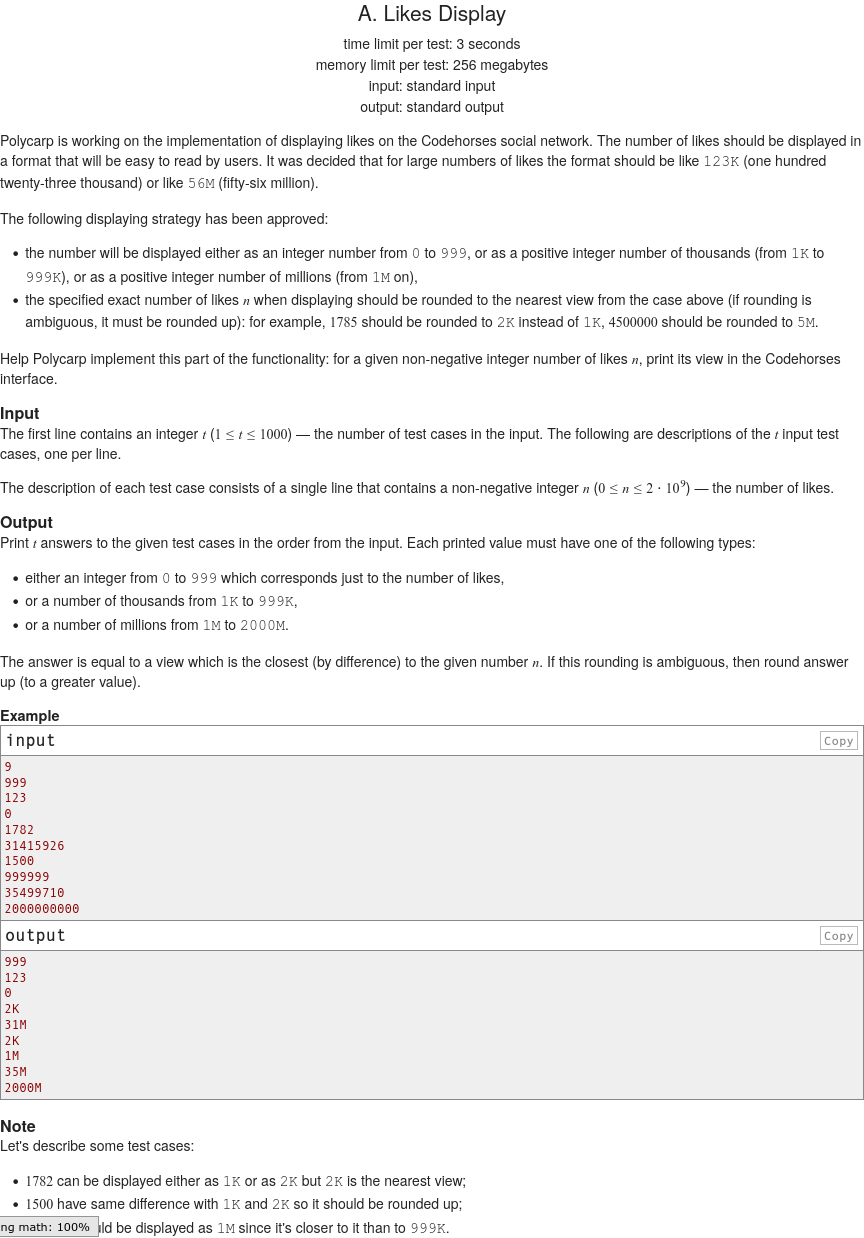 A. Likes Display
time limit per test: 3 seconds
memory limit per test: 256 megabytes
input: standard input
output: standard output
Polycarp is working on the implementation of displaying likes on the Codehorses social network. The number of likes should be displayed in
a format that will be easy to read by users. It was decided that for large numbers of likes the format should be like 123K (one hundred
twenty-three thousand) or like 56M (fifty-six million).
The following displaying strategy has been approved:
• the number will be displayed either as an integer number from 0 to 999, or as a positive integer number of thousands (from 1K to
999K), or as a positive integer number of millions (from 1M on),
• the specified exact number of likes n when displaying should be rounded to the nearest view from the case above (if rounding is
ambiguous, it must be rounded up): for example, 1785 should be rounded to 2K instead of 1K, 4500000 should be rounded to 5M.
Help Polycarp implement this part of the functionality: for a given non-negative integer number of likes n, print its view in the Codehorses
interface.
Input
The first line contains an integer t (1 ≤ t ≤ 1000) — the number of test cases in the input. The following are descriptions of the t input test
cases, one per line.
The description of each test case consists of a single line that contains a non-negative integer n (0 ≤ n ≤ 2 · 10⁹) — the number of likes.
Output
Print t answers to the given test cases in the order from the input. Each printed value must have one of the following types:
• either an integer from 0 to 999 which corresponds just to the number of likes,
• or a number of thousands from 1K to 999K,
• or a number of millions from 1M to 2000M.
The answer is equal to a view which is the closest (by difference) to the given number n. If this rounding is ambiguous, then round answer
up (to a greater value).
Example
input Copy
9
999
123
0
1782
31415926
1500
999999
35499710
2000000000
output Copy
999
123
0
2K
31M
2K
1M
35M
2000M
Note
Let's describe some test cases:
• 1782 can be displayed either as 1K or as 2K but 2K is the nearest view;
• 1500 have same difference with 1K and 2K so it should be rounded up;
ng math: 100% be displayed as 1M since it's closer to it than to 999K.